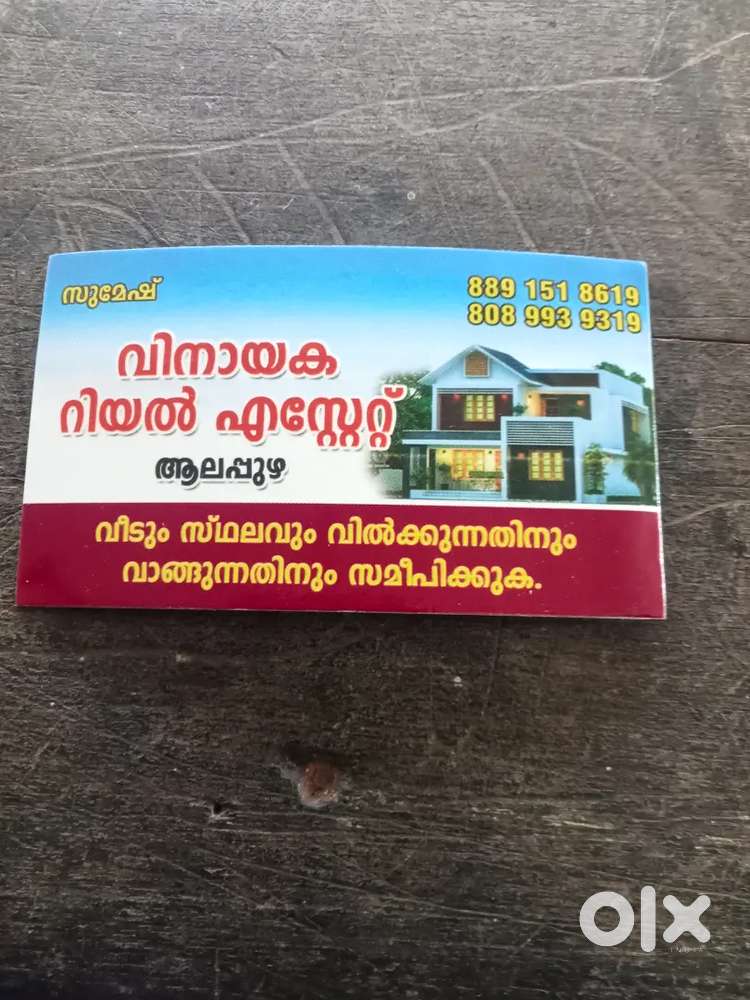 സുമേഷ്
889 151 8619
808 993 9319
വിനായക
റിയൽ എസ്റ്റേറ്റ്
ആലപ്പുഴ
വീടും സ്ഥലവും വിൽക്കുന്നതിനും
വാങ്ങുന്നതിനും സമീപിക്കുക.
olx